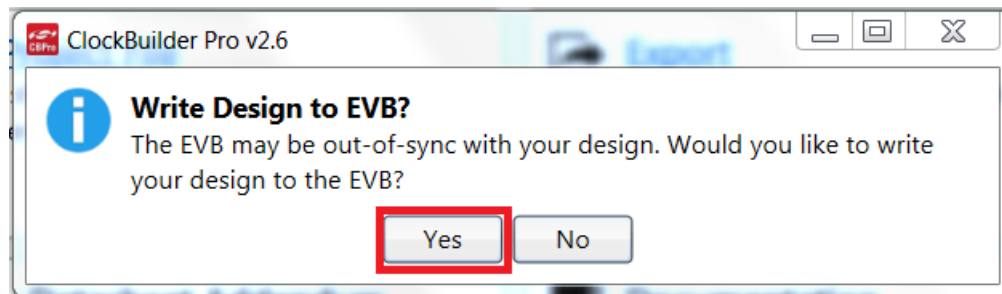 CBPro ClockBuilder Pro v2.6
Export
Write Design to EVB?
The EVB may be out-of-sync with your design. Would you like to write
your design to the EVB?
Yes No